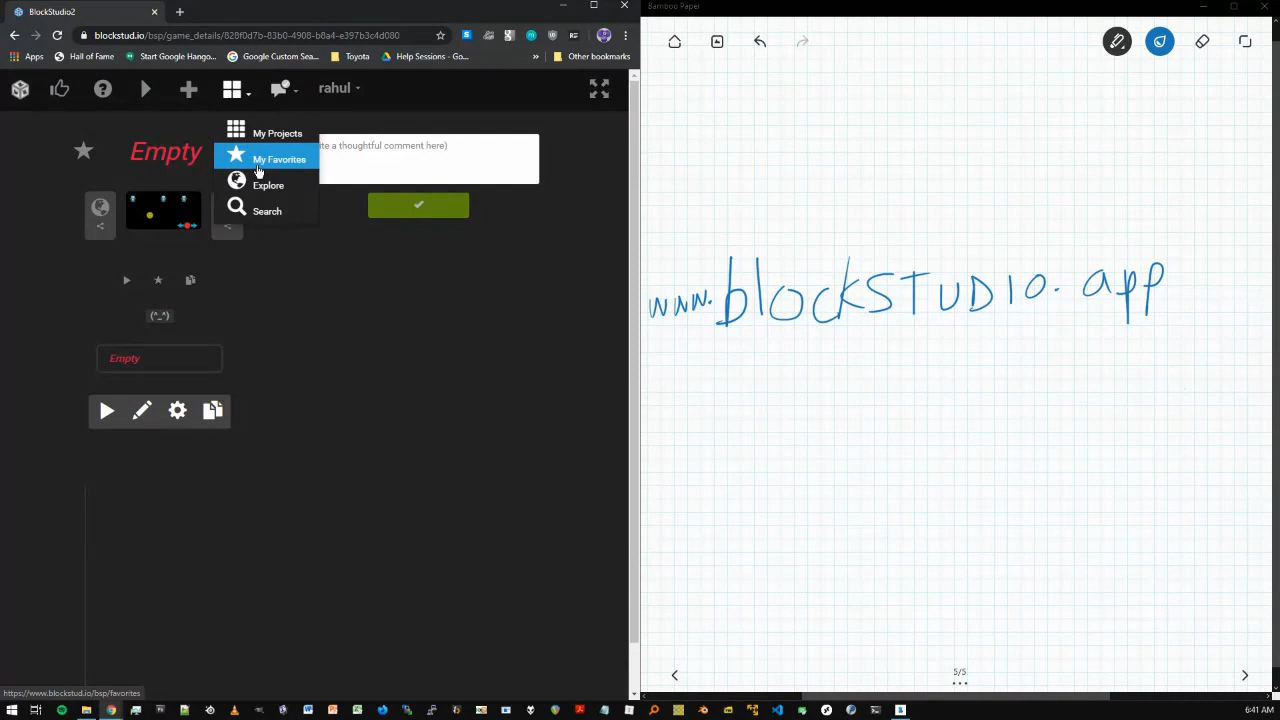 BlockStudio2
Bamboo Paper
blockstud.io/bsp/game_details/828f0d7b-83b0-4908-b8a4-e397b3c4d080
Apps
Hall of Fame
Start Google Hango...
Google Custom Sea...
Toyota
Help Sessions - Go...
»
Other bookmarks
rahul
My Projects
My Favorites
Explore
Search
Empty
ite a thoughtful comment here)
www.blockSTUDIO.app
(^_^)
Empty
5/5
https://www.blockstud.io/bsp/favorites
6:41 AM